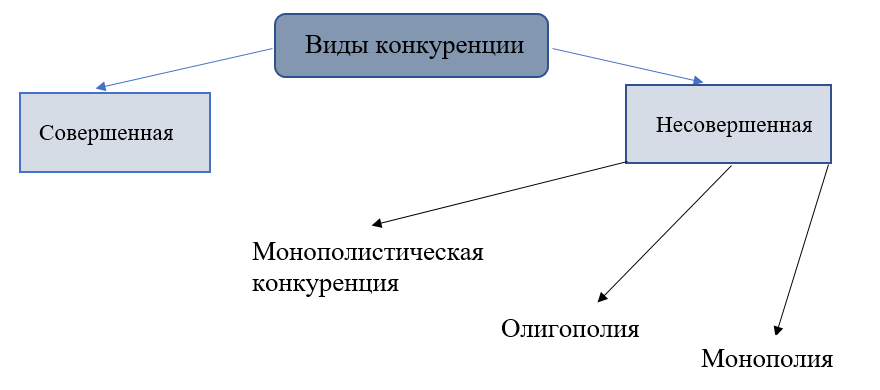 Виды конкуренции
Совершенная
Несовершенная
Монополистическая
конкуренция
Олигополия
Монополия